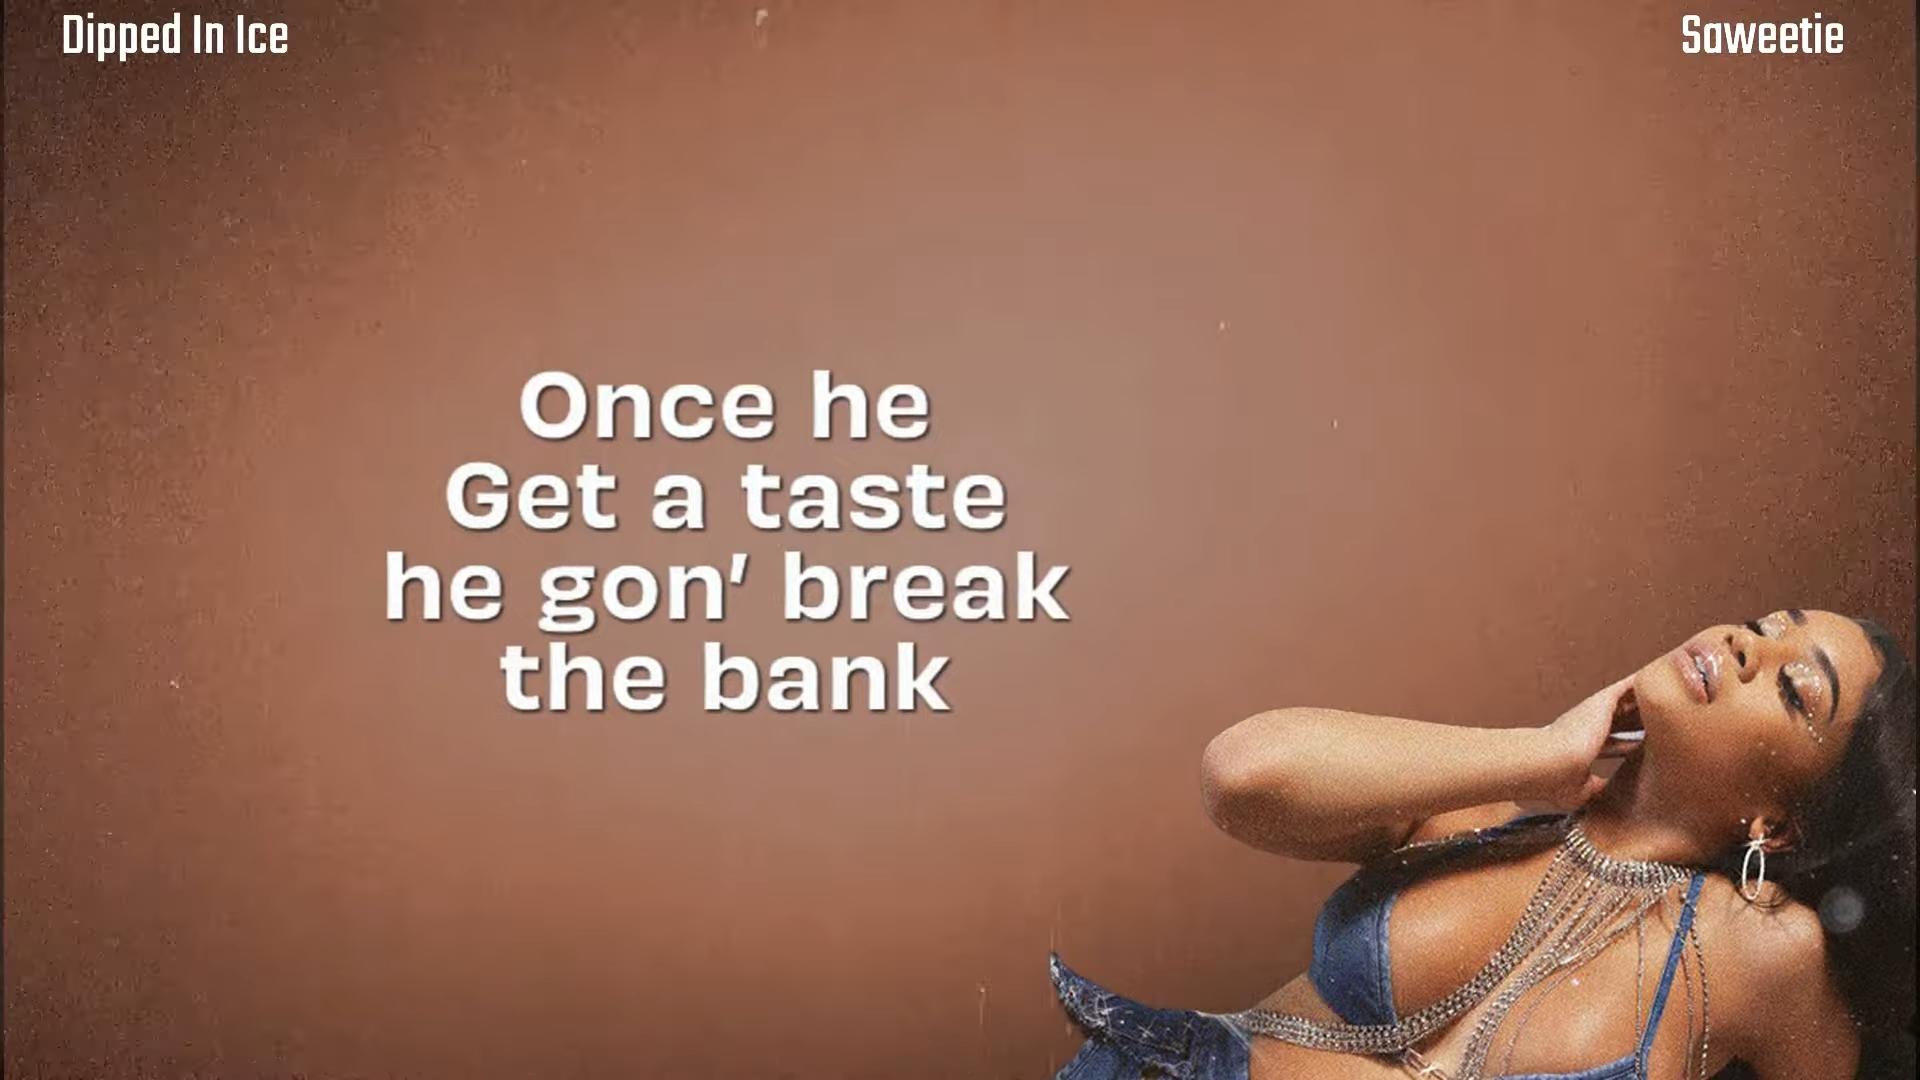 Dipped In Ice
Saweetie
Once he
Get a taste
he gon' break
the bank